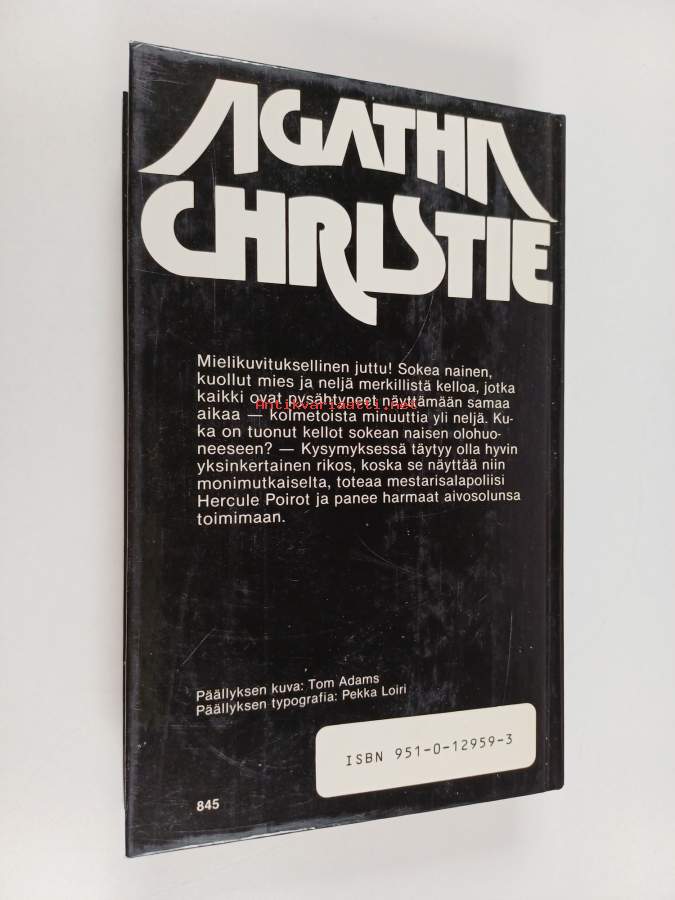 AGATHA
CHRISTIE
Mielikuvituksellinen juttu! Sokea nainen,
kuollut mies ja neljä merkillistä kelloa, jotka
kaikki ovat pysähtyneet näyttämään samaa
Antikvariaatti.net
aikaa — kolmetoista minuuttia yli neljä. Ku-
ka on tuonut kellot sokean naisen olohuo-
neeseen? — Kysymyksessä täytyy olla hyvin
yksinkertainen rikos, koska se näyttää niin
monimutkaiselta, toteaa mestarisalapoliisi
Hercule Poirot ja panee harmaat aivosolunsa
toimimaan.
Päällyksen kuva: Tom Adams
Päällyksen typografia: Pekka Loiri
ISBN 951-0-12959-3
845